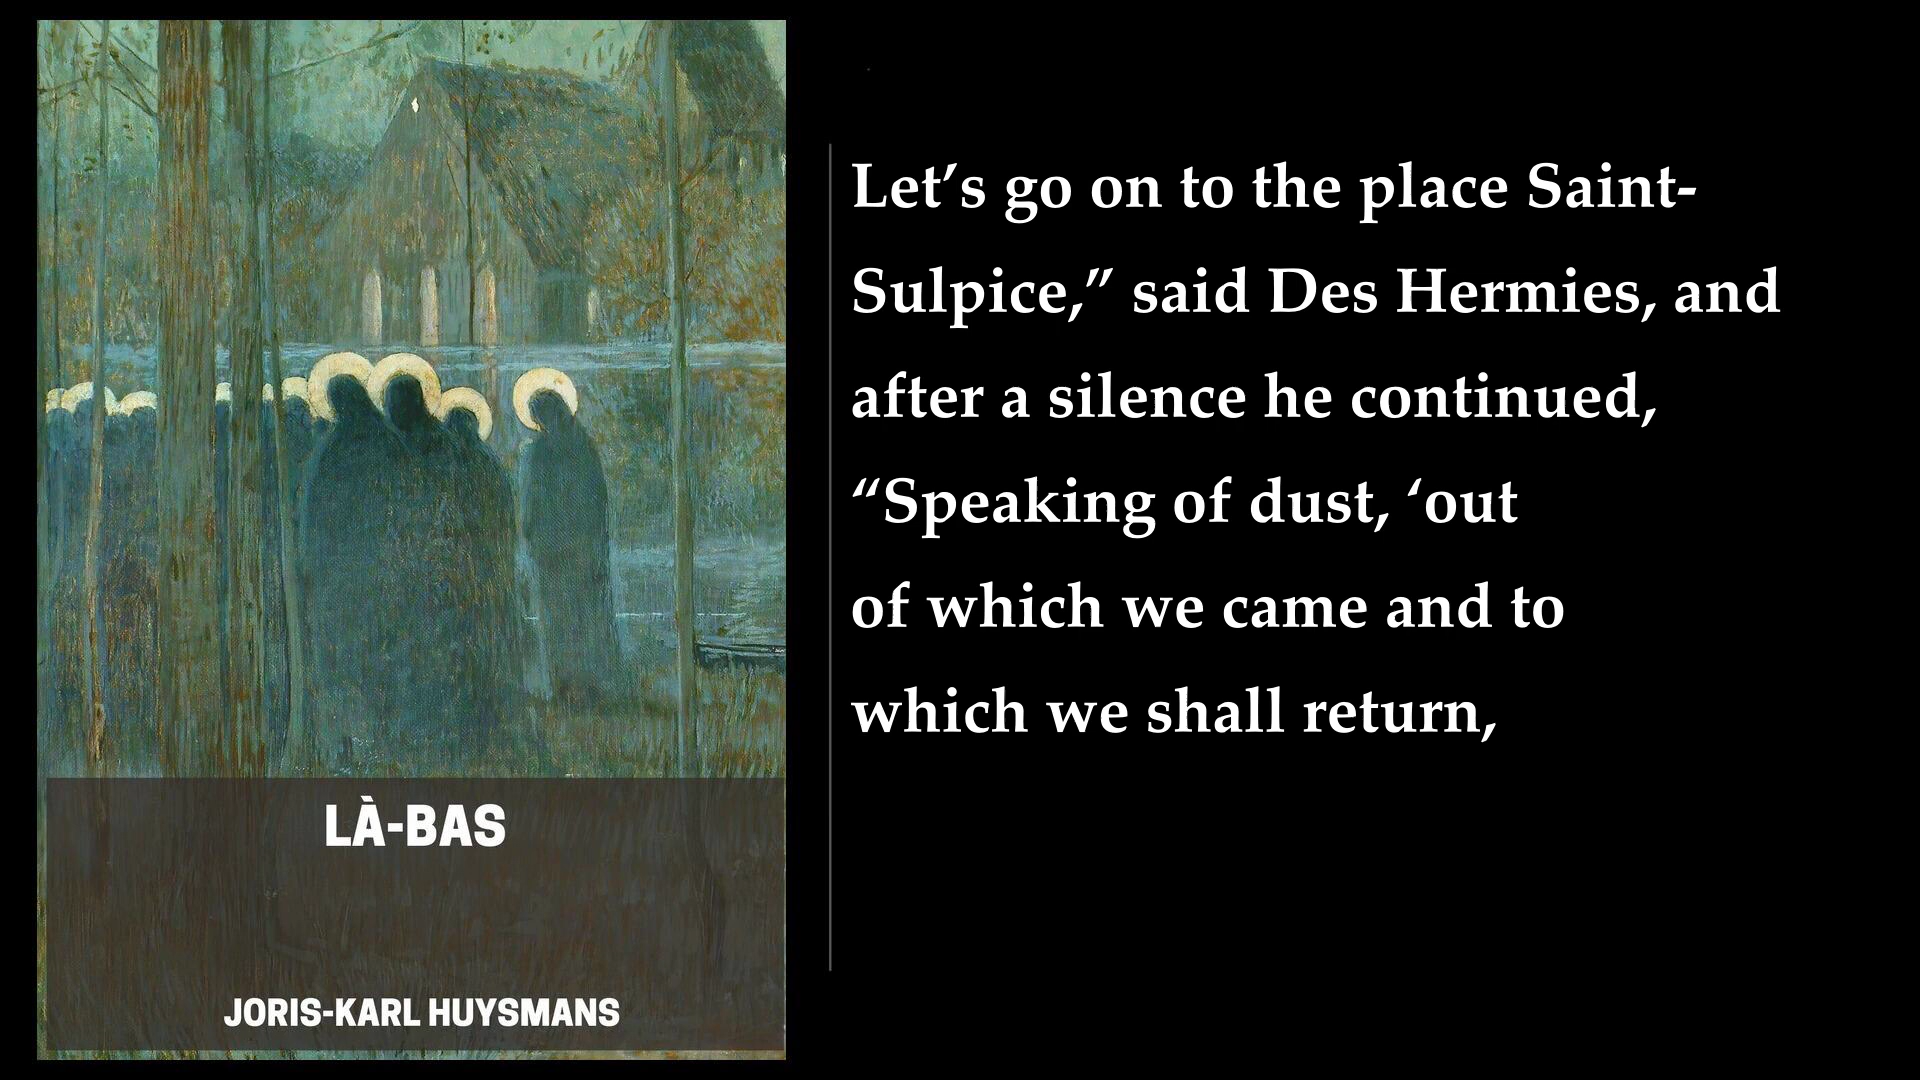 LÀ-BAS
JORIS-KARL HUYSMANS
Let’s go on to the place Saint-
Sulpice,” said Des Hermies, and
after a silence he continued,
“Speaking of dust, ‘out
of which we came and to
which we shall return,